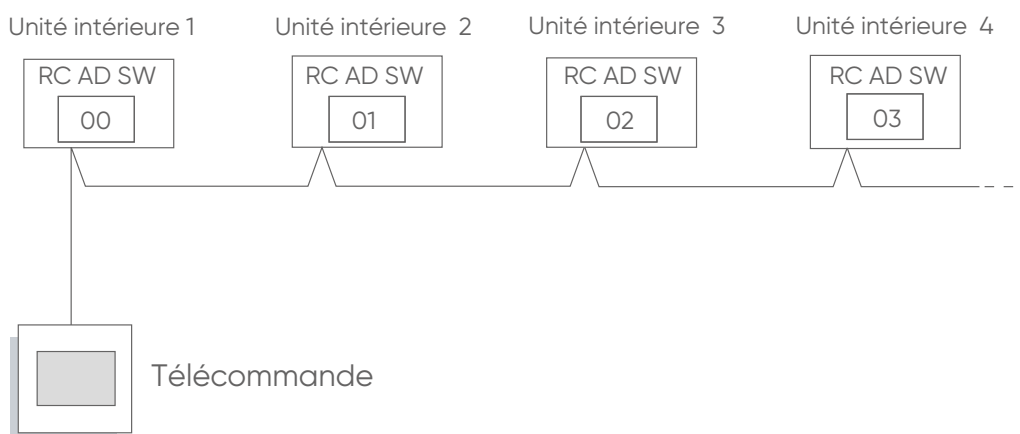 Unité intérieure 1
Unité intérieure 2
Unité intérieure 3
Unité intérieure 4
RC AD SW
RC AD SW
RC AD SW
RC AD SW
00
01
02
03
Télécommande